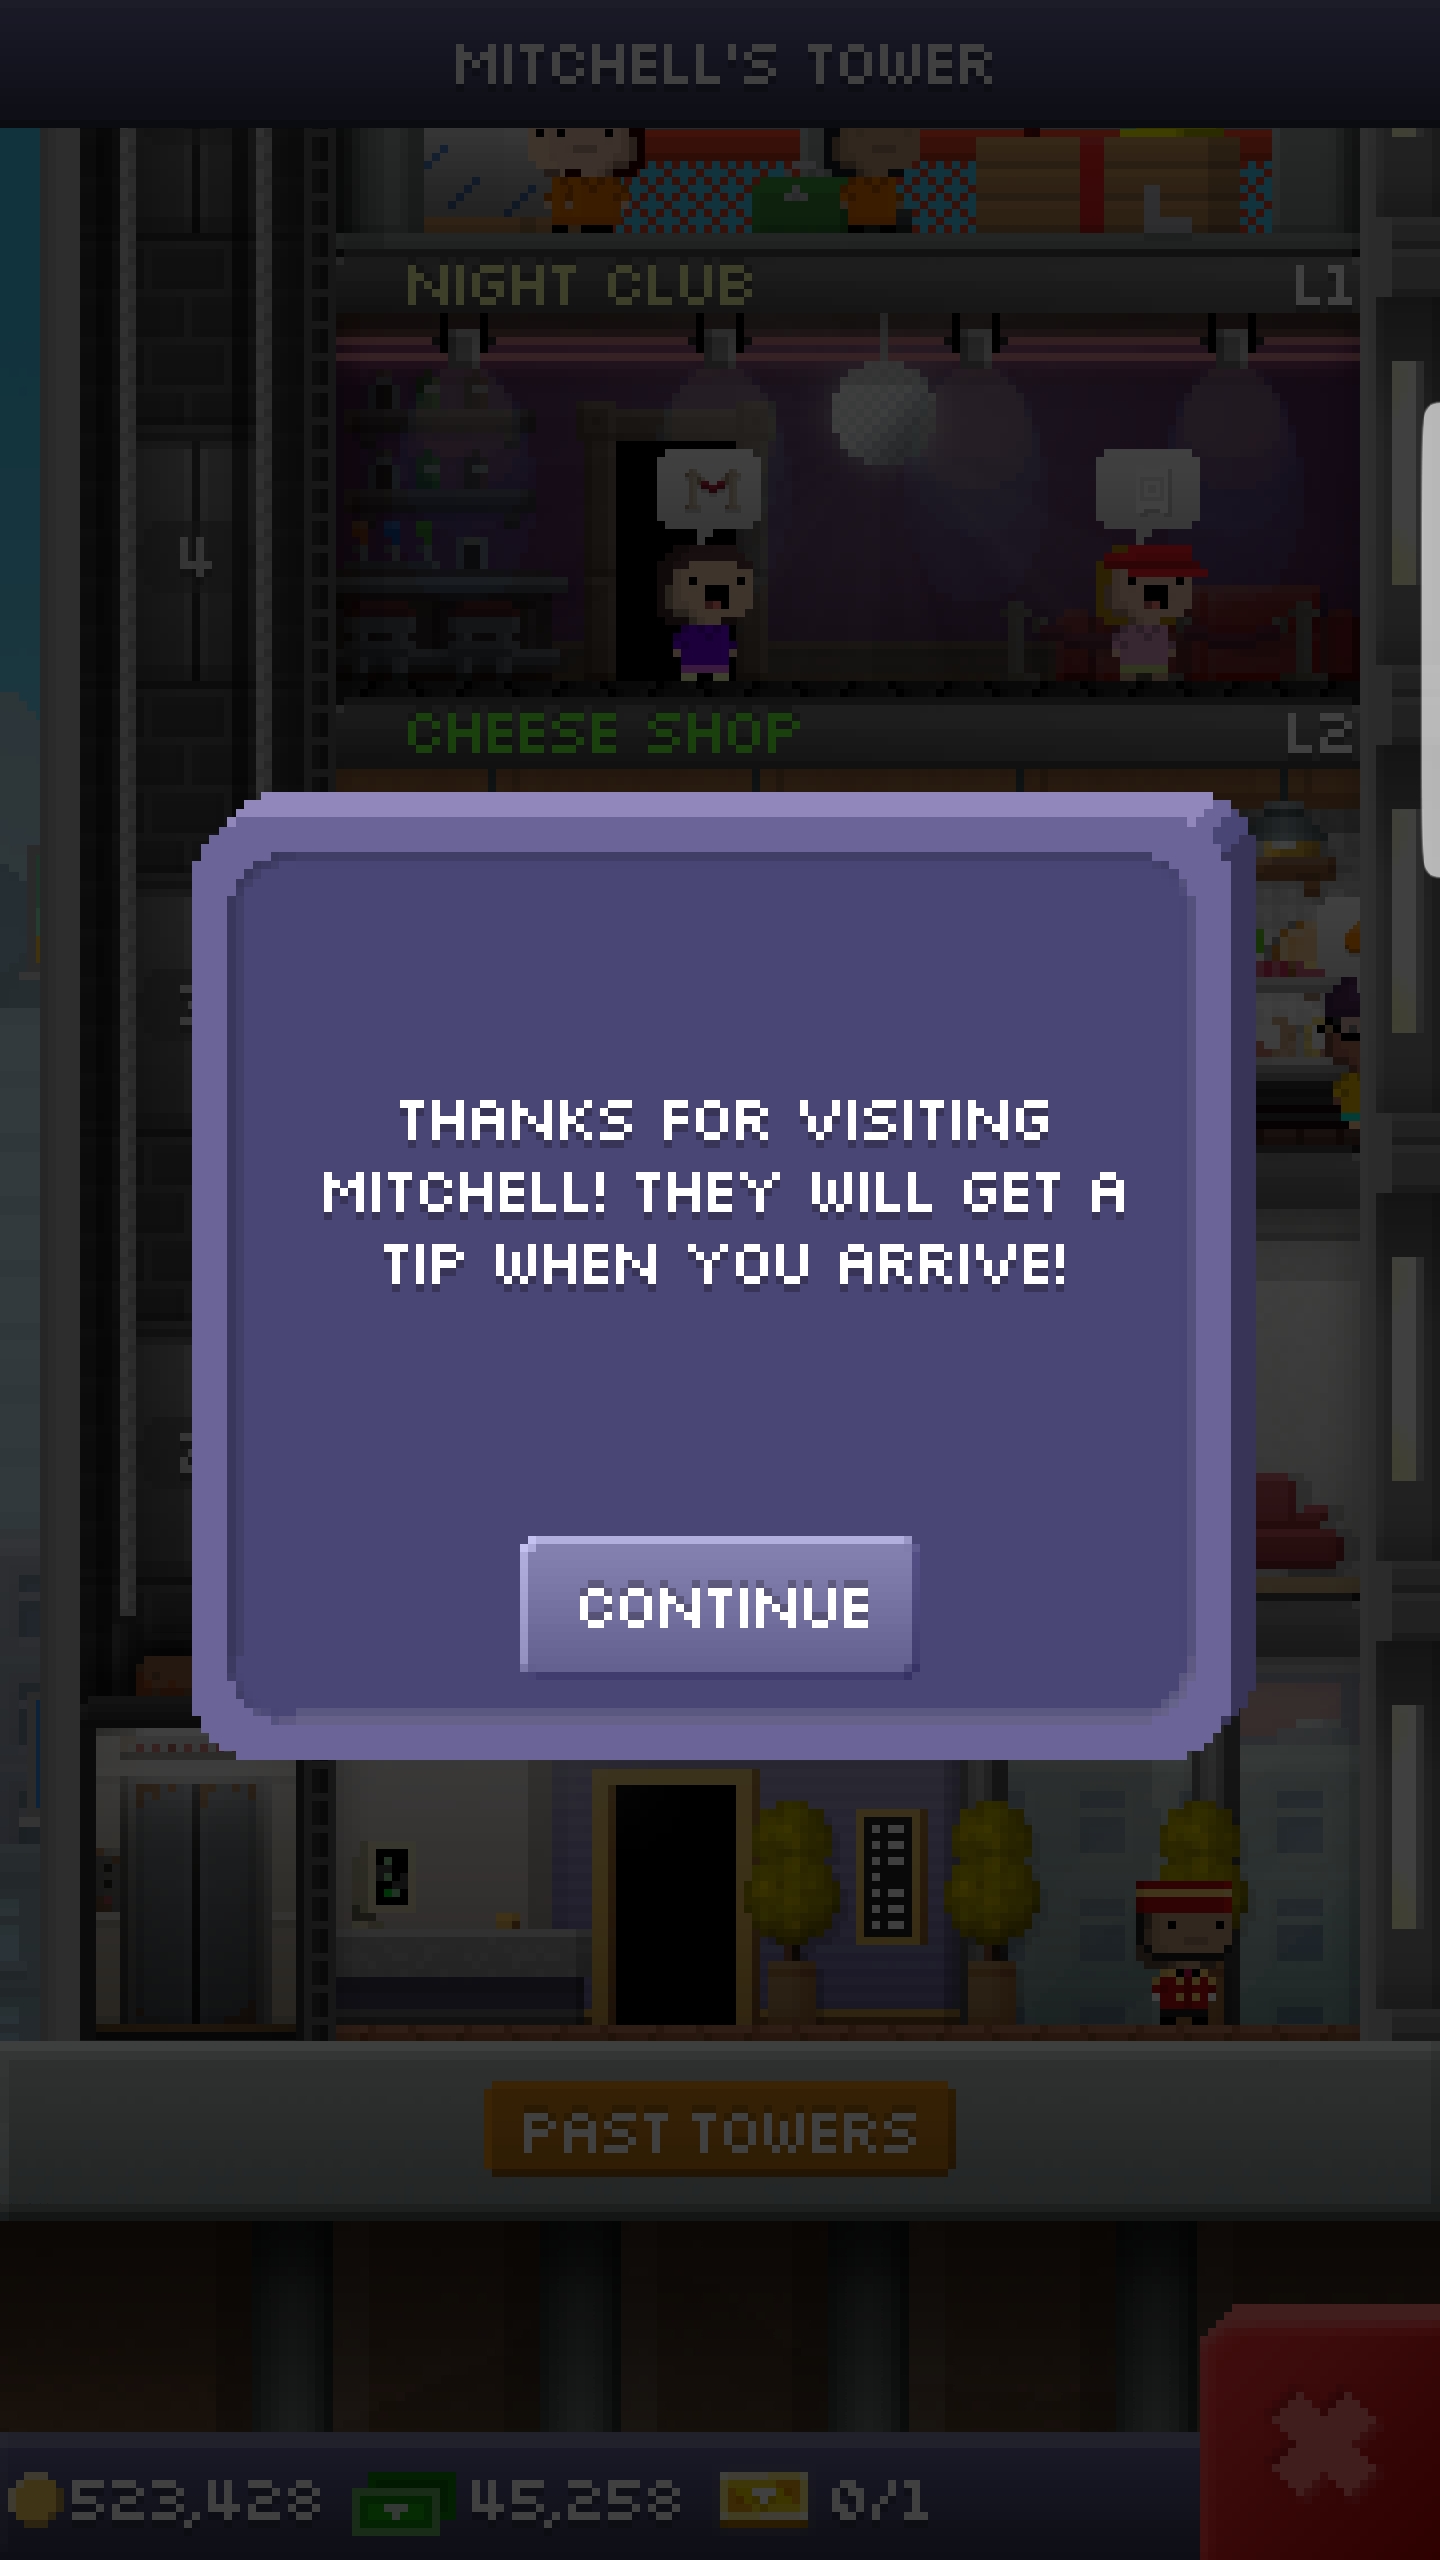 MITCHELL'S TOWER
NIGHT CLUB L1
4
CHEESE SHOP L2
THANKS FOR VISITING
MITCHELL! THEY WILL GET A
TIP WHEN YOU ARRIVE!
CONTINUE
PAST TOWERS
523,428 45,258 0/1